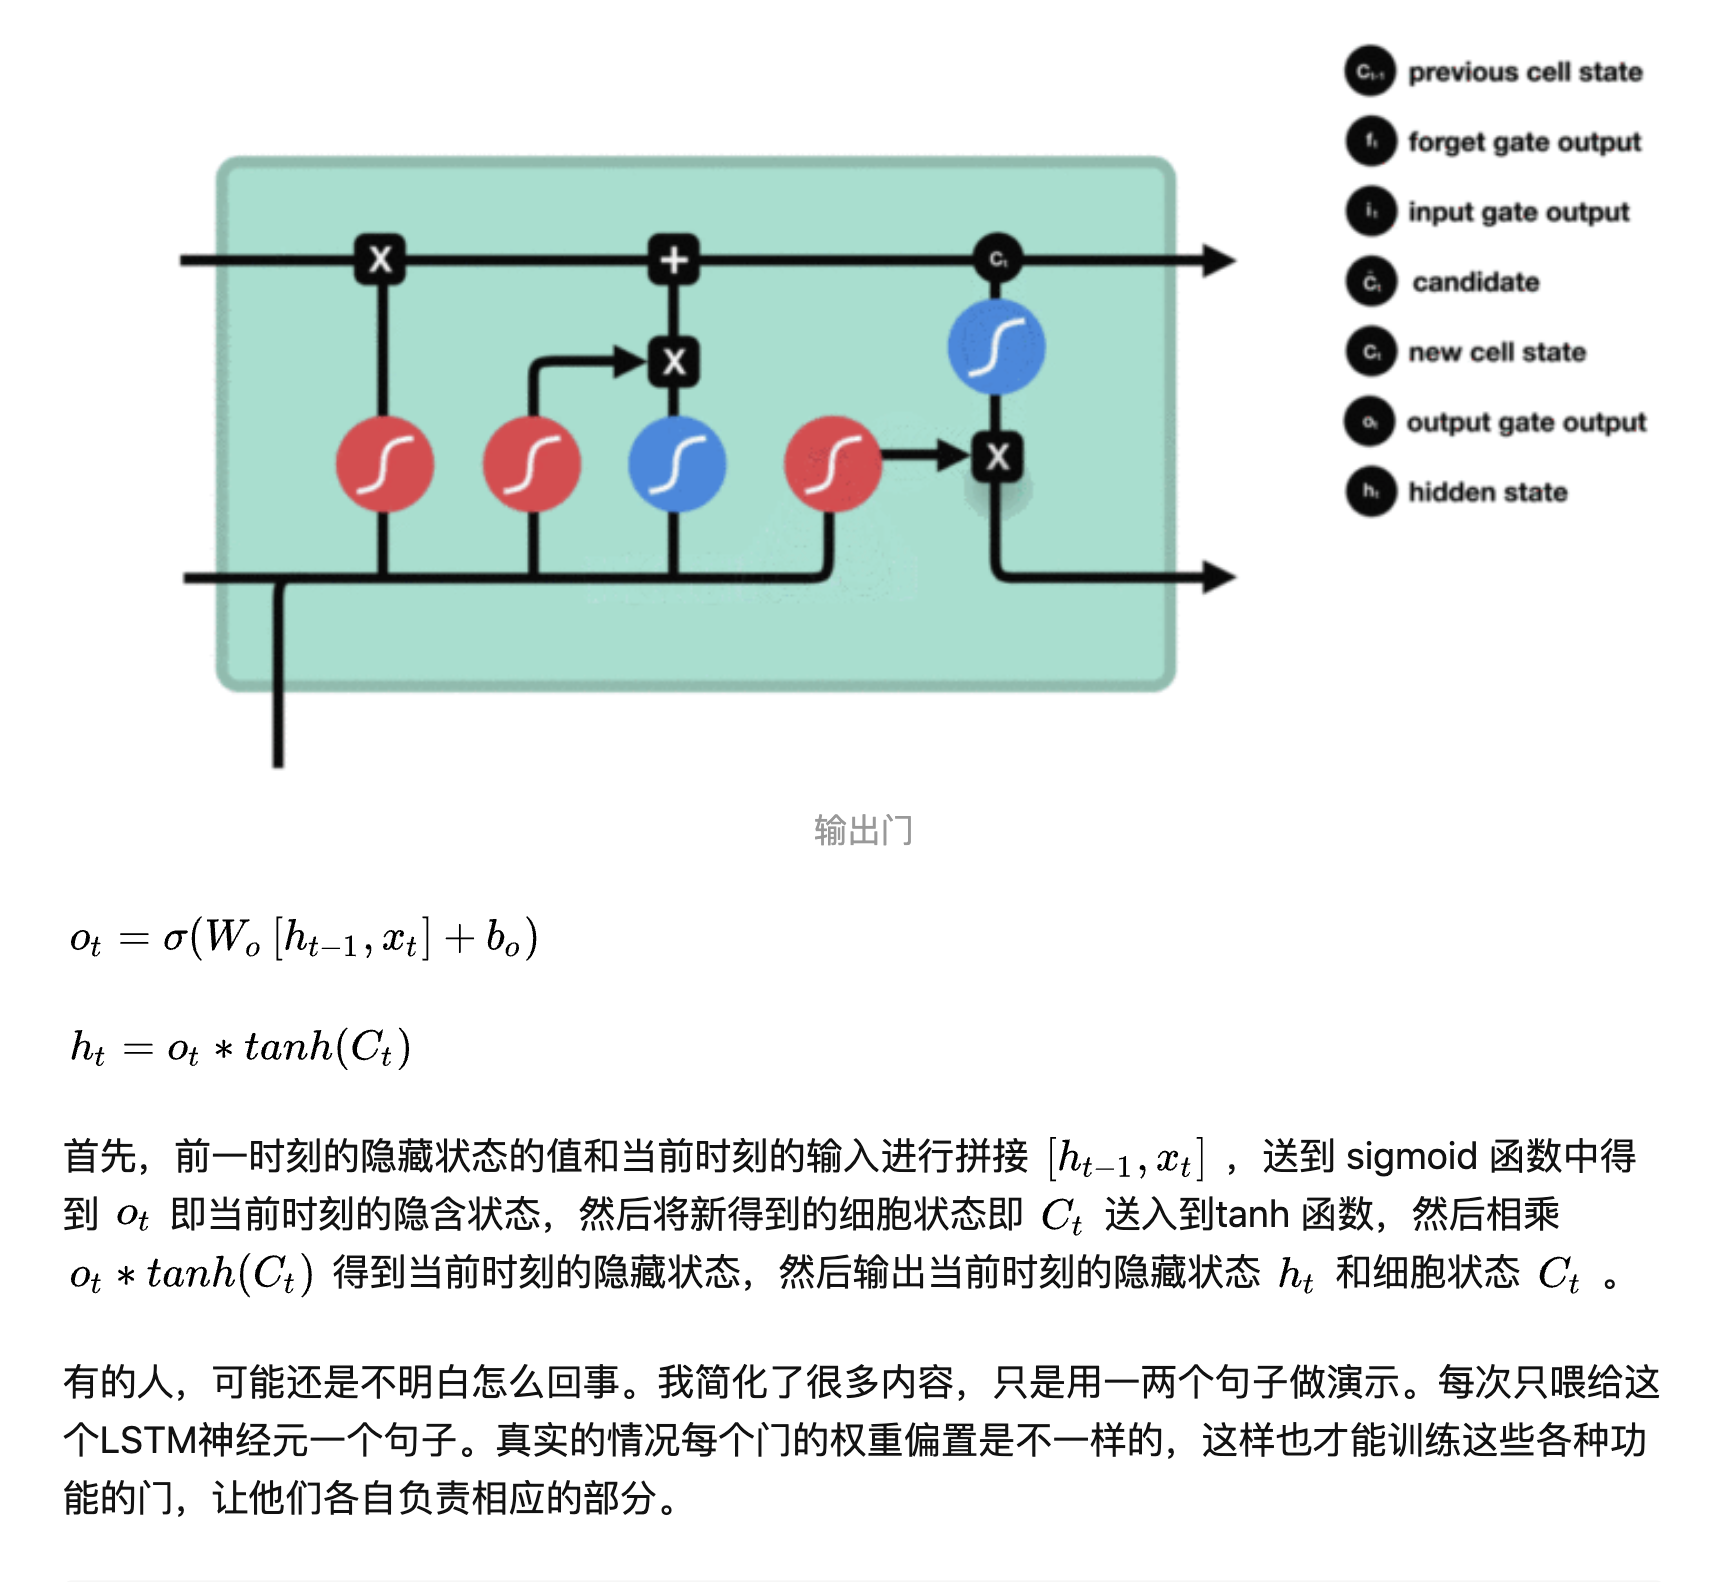 C_{t-1} previous cell state
f_t forget gate output
i_t input gate output
C̃_t candidate
C_t new cell state
o_t output gate output
h_t hidden state
X
+
C_t
X
X
输出门
o_t = σ(W_o [h_{t−1}, x_t] + b_o)
h_t = o_t * tanh(C_t)
首先，前一时刻的隐藏状态的值和当前时刻的输入进行拼接 [h_{t−1}, x_t] ，送到 sigmoid 函数中得
到 o_t 即当前时刻的隐含状态，然后将新得到的细胞状态即 C_t 送入到tanh 函数，然后相乘
o_t * tanh(C_t) 得到当前时刻的隐藏状态，然后输出当前时刻的隐藏状态 h_t 和细胞状态 C_t 。
有的人，可能还是不明白怎么回事。我简化了很多内容，只是用一两个句子做演示。每次只喂给这
个LSTM神经元一个句子。真实的情况每个门的权重偏置是不一样的，这样也才能训练这些各种功
能的门，让他们各自负责相应的部分。